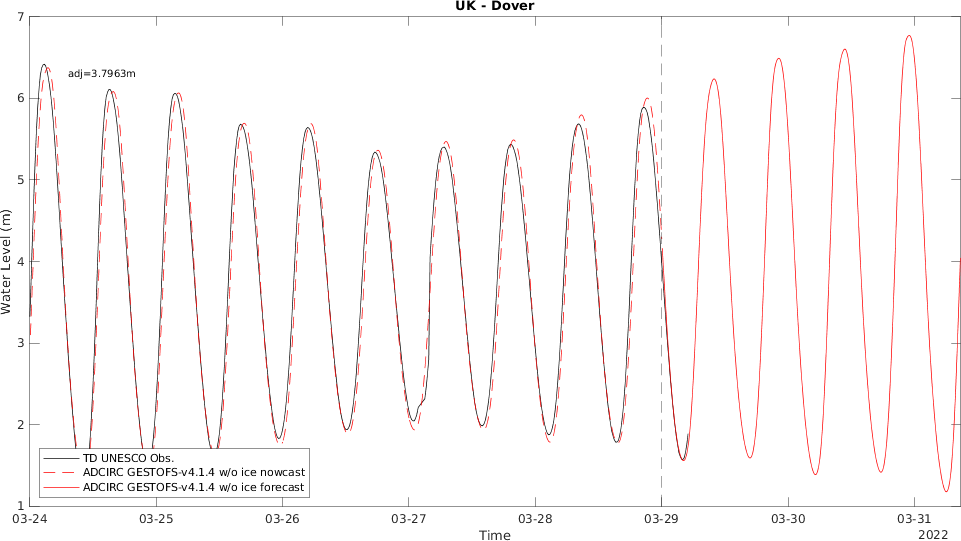 UK - Dover
7
adj=3.7963m
6
5
4
Water Level (m)
3
2
TD UNESCO Obs.
ADCIRC GESTOFS-v4.1.4 w/o ice nowcast
ADCIRC GESTOFS-v4.1.4 w/o ice forecast
1
03-24 03-25 03-26 03-27 03-28 03-29 03-30 03-31
Time
2022